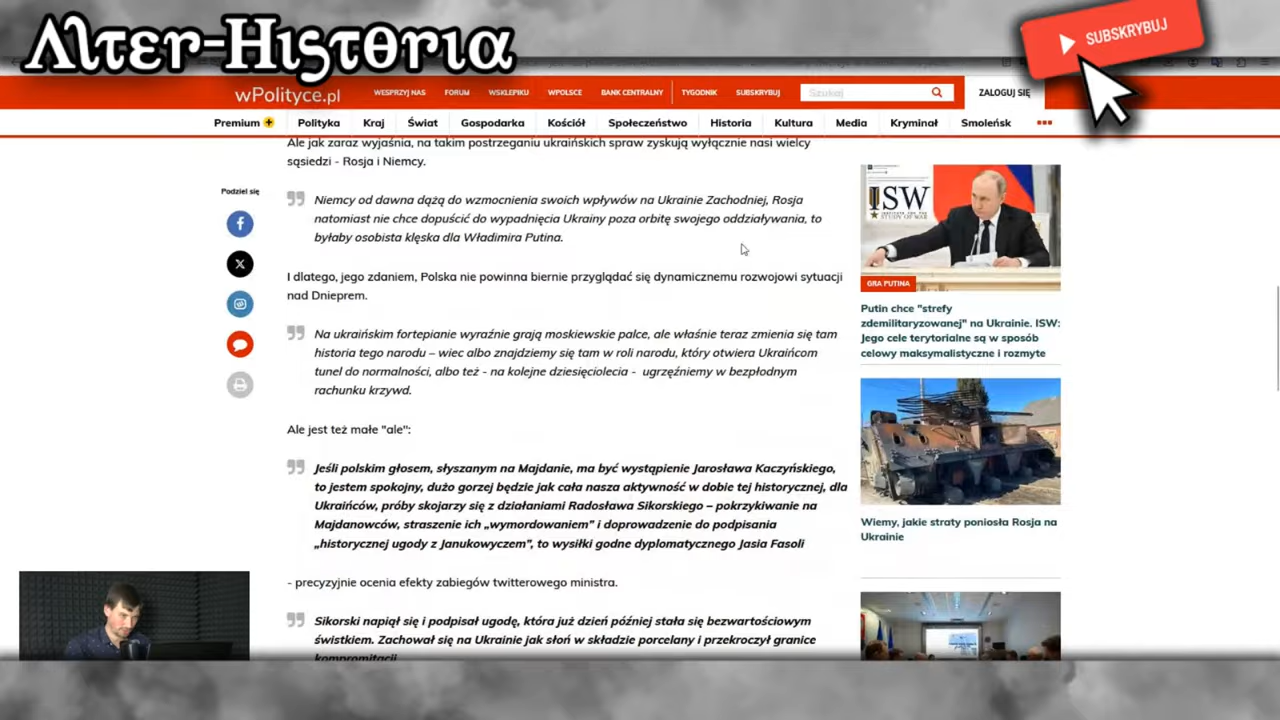 Alter-Historia
SUBSKRYBUJ
wPolityce.pl
WESPRZYJ NAS FORUM WSKLEPIKU WPOLSCE BANK CENTRALNY TYGODNIK SUBSKRYBUJ
Szukaj
ZALOGUJ SIĘ
Premium + Polityka Kraj Świat Gospodarka Kościół Społeczeństwo Historia Kultura Media Kryminał Smoleńsk
Ale jak zaraz wyjaśnia, na takim postrzeganiu ukraińskich spraw zyskują wyłącznie nasi wielcy
sąsiedzi - Rosja i Niemcy.
Podziel się
Niemcy od dawna dążą do wzmocnienia swoich wpływów na Ukrainie Zachodniej, Rosja
natomiast nie chce dopuścić do wypadnięcia Ukrainy poza orbitę swojego oddziaływania, to
byłaby osobista klęska dla Władimira Putina.
I dlatego, jego zdaniem, Polska nie powinna biernie przyglądać się dynamicznemu rozwojowi sytuacji
nad Dnieprem.
Na ukraińskim fortepianie wyraźnie grają moskiewskie palce, ale właśnie teraz zmienia się tam
historia tego narodu – wiec albo znajdziemy się tam w roli narodu, który otwiera Ukraińcom
tunel do normalności, albo też - na kolejne dziesięciolecia - ugrzęźniemy w bezpłodnym
rachunku krzywd.
Ale jest też małe "ale":
Jeśli polskim głosem, słyszanym na Majdanie, ma być wystąpienie Jarosława Kaczyńskiego,
to jestem spokojny, dużo gorzej będzie jak cała nasza aktywność w dobie tej historycznej, dla
Ukraińców, próby skojarzy się z działaniami Radosława Sikorskiego – pokrzykiwanie na
Majdanowców, straszenie ich „wymordowaniem” i doprowadzenie do podpisania
„historycznej ugody z Janukowyczem”, to wysiłki godne dyplomatycznego Jasia Fasoli
- precyzyjnie ocenia efekty zabiegów twitterowego ministra.
Sikorski napiął się i podpisał ugodę, która już dzień później stała się bezwartościowym
świstkiem. Zachował się na Ukrainie jak słoń w składzie porcelany i przekroczył granice
kompromitacji
ISW
GRA PUTINA
Putin chce "strefy
zdemilitaryzowanej" na Ukrainie. ISW:
Jego cele terytorialne są w sposób
celowy maksymalistyczne i rozmyte
Wiemy, jakie straty poniosła Rosja na
Ukrainie